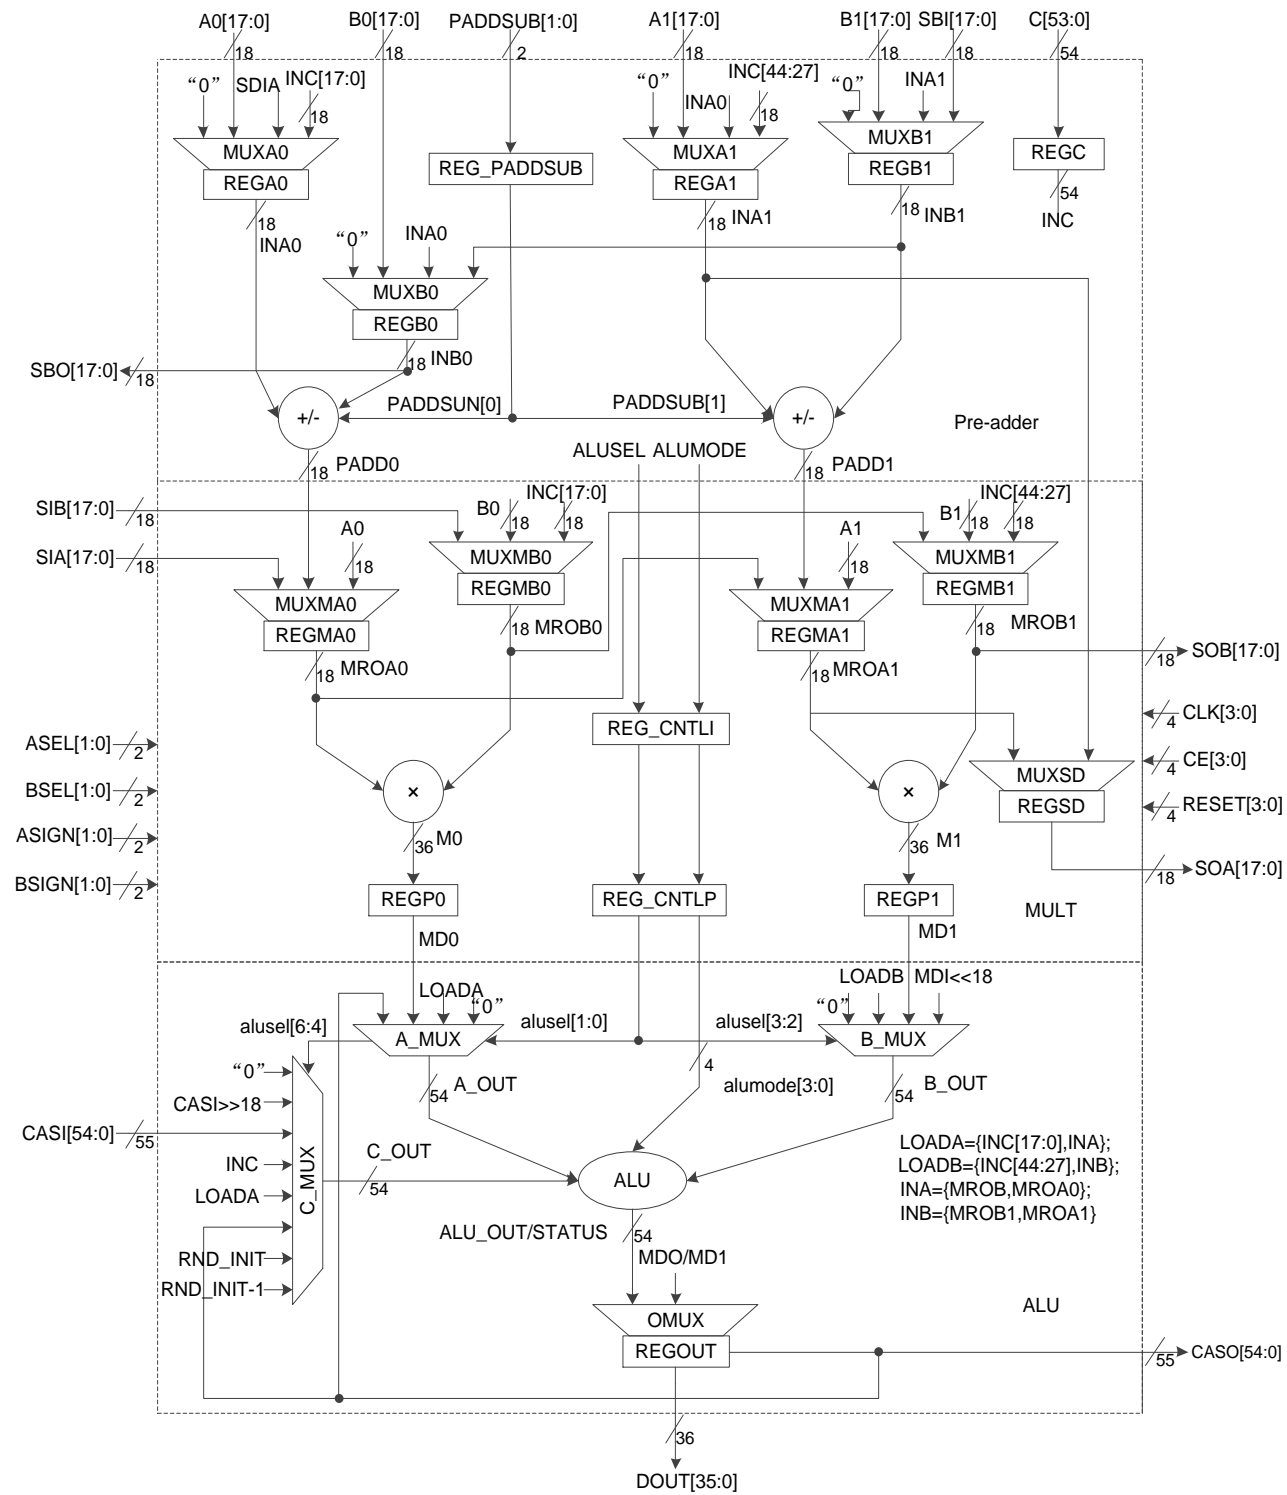 A0[17:0] B0[17:0] PADDSUB[1:0] A1[17:0] B1[17:0] SBI[17:0] C[53:0]
18 18 2 18 18 18 54
“0” SDIA INC[17:0] “0” INA0 INC[44:27] “0” INA1
18 18
MUXA0 MUXA1 MUXB1
REGA0 REG_PADDSUB REGA1 REGB1 REGC
18 18 18 54
INA0 INA1 INB1 INC
“0” INA0
MUXB0
REGB0
SBO[17:0] 18 18 INB0
+/- PADDSUN[0] PADDSUB[1] +/-
Pre-adder
18 PADD0 ALUSEL ALUMODE 18 PADD1
SIB[17:0] 18 B0 18 INC[17:0] 18 B1 18 INC[44:27] 18
SIA[17:0] 18 A0 18 A1 18
MUXMB0 MUXMB1
REGMB0 REGMB1
MUXMA0 MUXMA1
REGMA0 REGMA1
18 MROB0 18 MROB1
18 MROA0 18 MROA1
18 SOB[17:0]
4 CLK[3:0]
REG_CNTLI
ASEL[1:0] 2
4 CE[3:0]
MUXSD
BSEL[1:0] 2 × ×
REGSD 4 RESET[3:0]
ASIGN[1:0] 2 36 M0 36 M1
18 SOA[17:0]
BSIGN[1:0] 2
REGP0 REG_CNTLP REGP1
MULT
MD0 MD1
LOADA “0” “0” LOADB MDI<<18
alusel[6:4] A_MUX alusel[1:0] alusel[3:2] B_MUX
“0”
54 A_OUT 4 alumode[3:0] 54 B_OUT
CASI>>18
CASI[54:0] 55
INC
LOADA
C_MUX
RND_INIT
RND_INIT-1
C_OUT
54
ALU
LOADA={INC[17:0],INA};
LOADB={INC[44:27],INB};
INA={MROB,MROA0};
INB={MROB1,MROA1}
ALU_OUT/STATUS 54
MDO/MD1
OMUX
REGOUT
ALU
55 CASO[54:0]
36
DOUT[35:0]